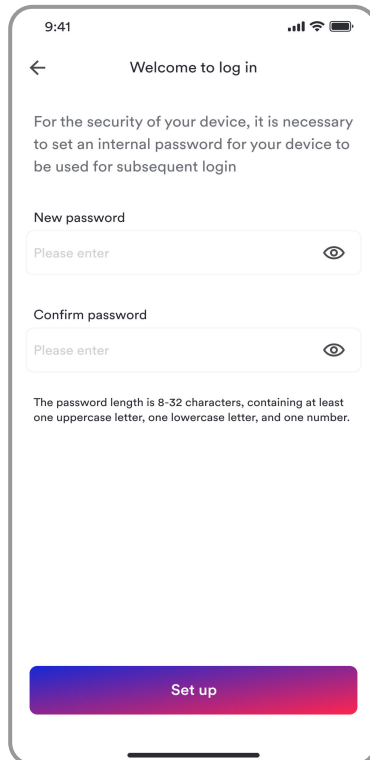 9:41
Welcome to log in
For the security of your device, it is necessary
to set an internal password for your device to
be used for subsequent login
New password
Please enter
Confirm password
Please enter
The password length is 8-32 characters, containing at least
one uppercase letter, one lowercase letter, and one number.
Set up